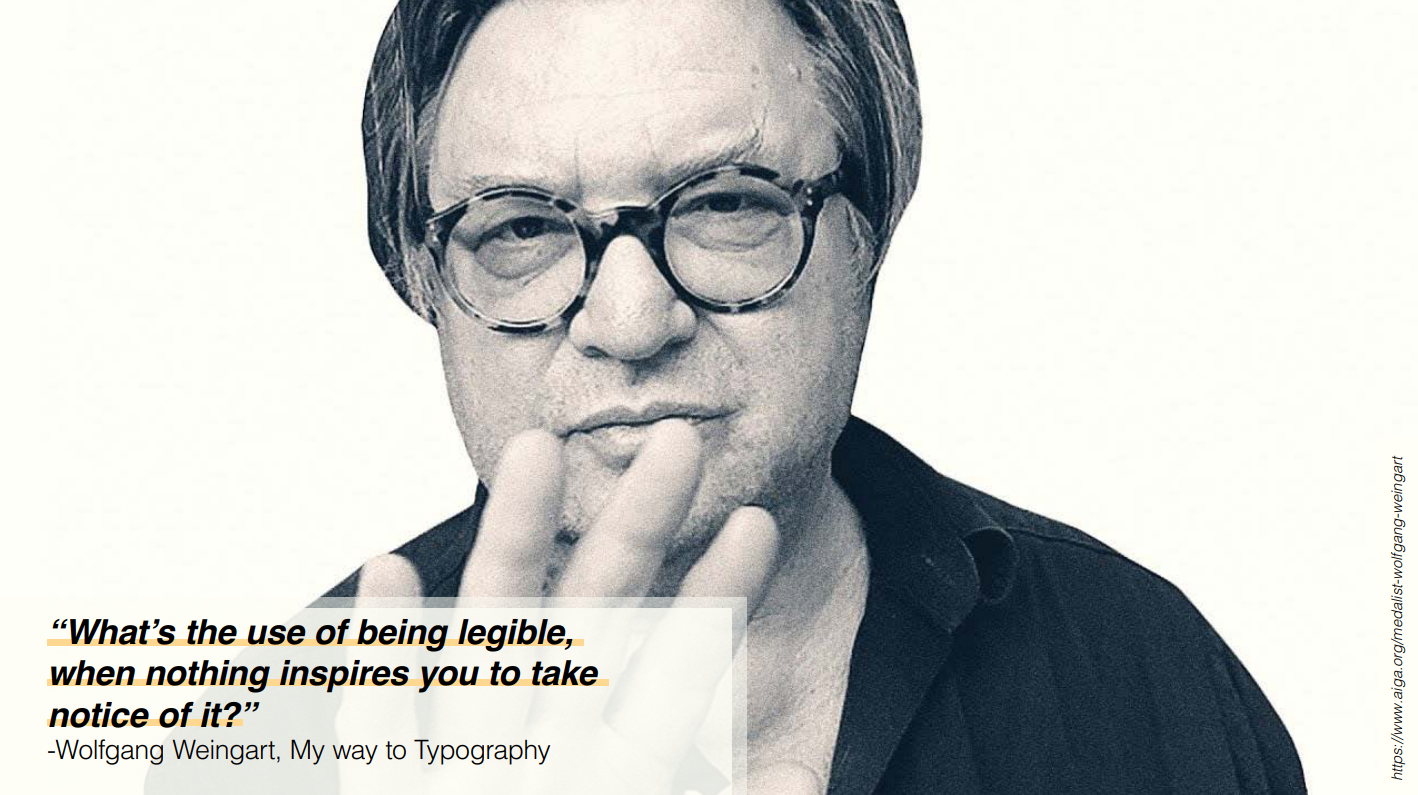 “What’s the use of being legible,
when nothing inspires you to take
notice of it?”
-Wolfgang Weingart, My way to Typography
https://www.aiga.org/medalist-wolfgang-weingart